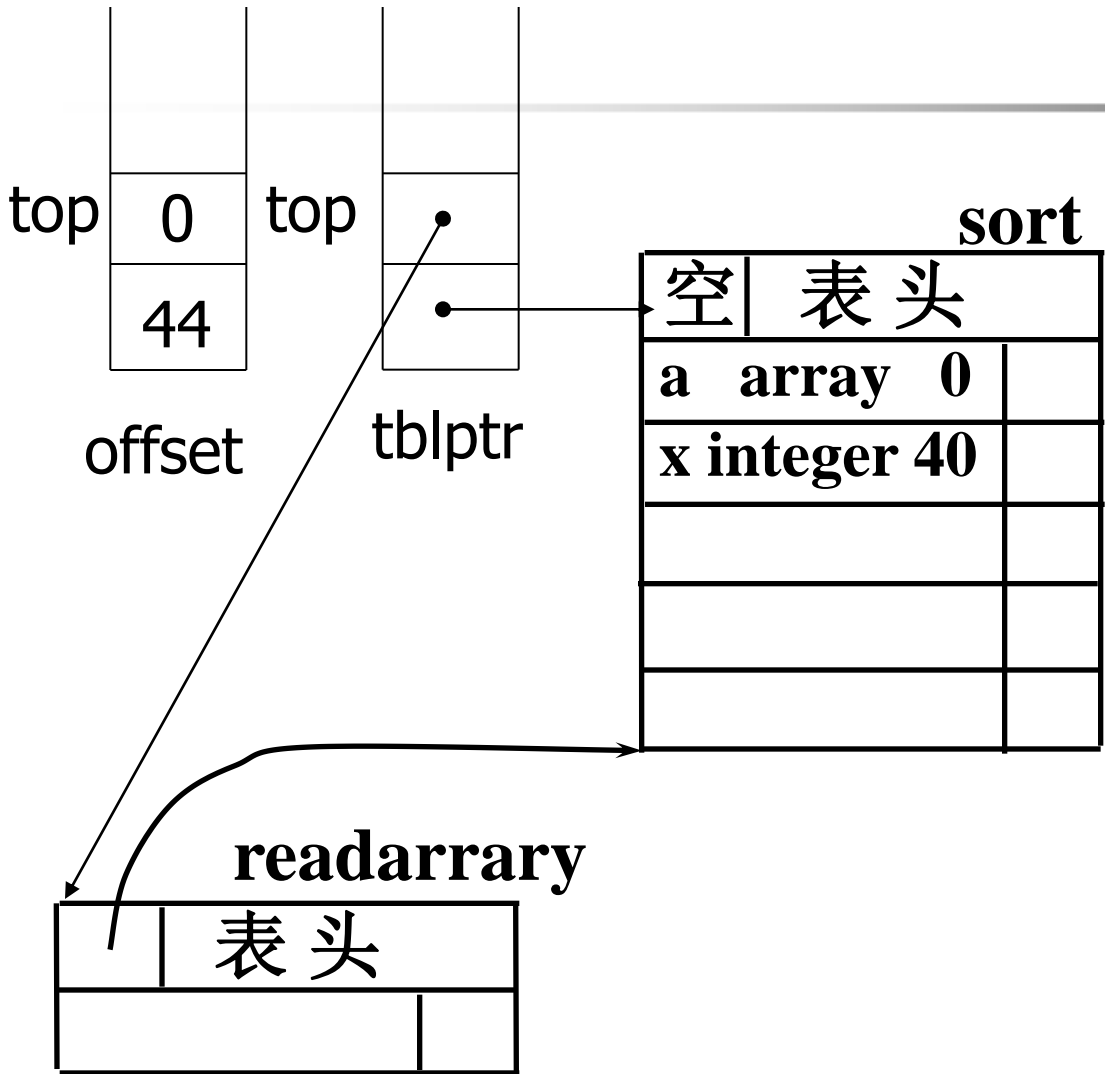 top 0 top
44
offset tblptr
sort
空 表 头
a array 0
x integer 40
readarrary
表 头